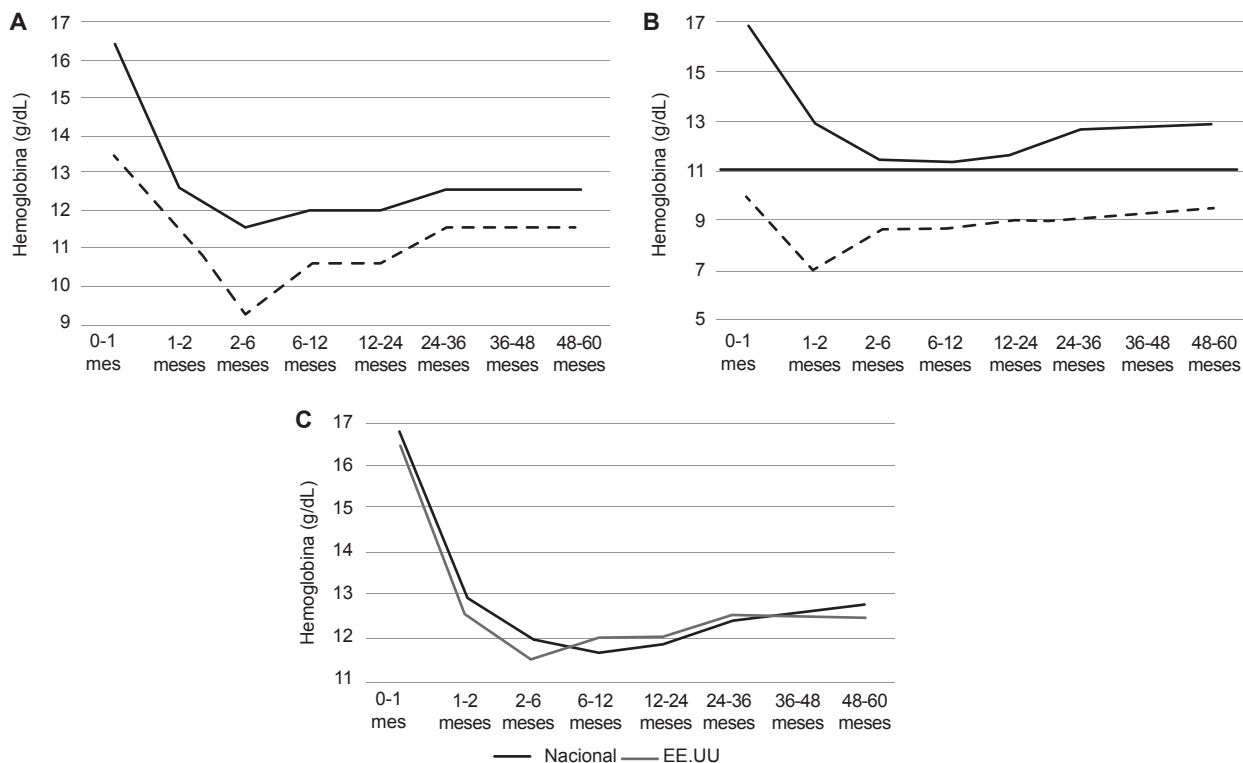 A
Hemoglobina (g/dL)
17
16
15
14
13
12
11
10
9
0-1 1-2 2-6 6-12 12-24 24-36 36-48 48-60
mes meses meses meses meses meses meses meses
B
Hemoglobina (g/dL)
17
15
13
11
9
7
5
0-1 1-2 2-6 6-12 12-24 24-36 36-48 48-60
mes meses meses meses meses meses meses meses
C
Hemoglobina (g/dL)
17
16
15
14
13
12
11
0-1 1-2 2-6 6-12 12-24 24-36 36-48 48-60
mes meses meses meses meses meses meses meses
Nacional EE.UU